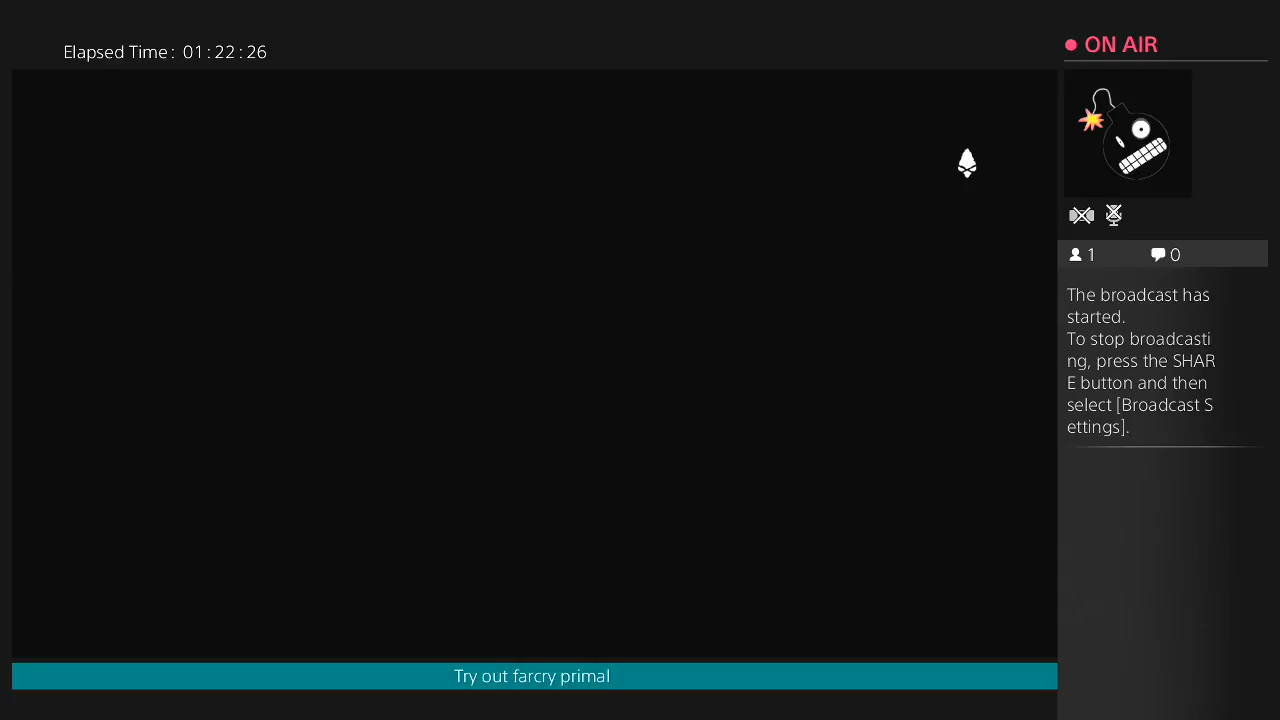 Elapsed Time: 01:22:26
ON AIR
1
0
The broadcast has
started.
To stop broadcasti
ng, press the SHAR
E button and then
select [Broadcast S
ettings].
Try out farcry primal